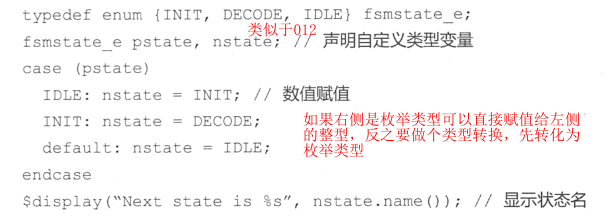 typedef enum {INIT, DECODE, IDLE} fsmstate_e;
类似于012
fsmstate_e pstate, nstate; // 声明自定义类型变量
case (pstate)
IDLE: nstate = INIT; // 数值赋值
INIT: nstate = DECODE;
default: nstate = IDLE;
如果右侧是枚举类型可以直接赋值给左侧
的整型，反之要做个类型转换，先转化为
枚举类型
endcase
$display(“Next state is %s”, nstate.name()); // 显示状态名